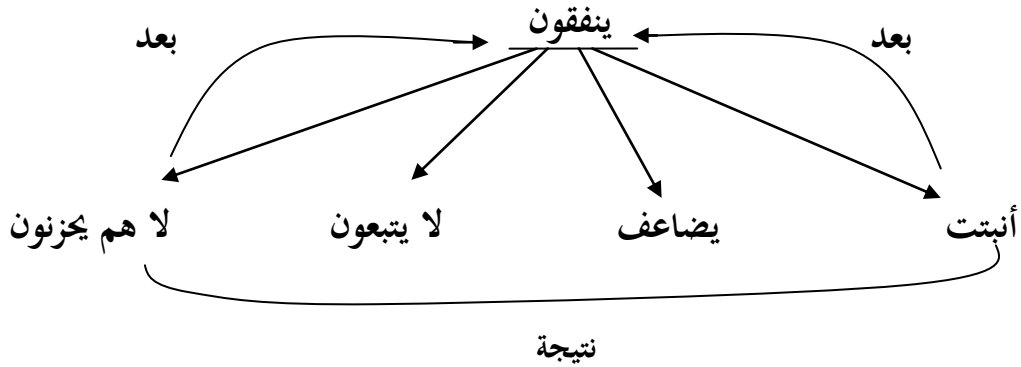 ينفقون
بعد
بعد
أنبتت
يضاعف
لا يتبعون
لا هم يحزنون
نتيجة